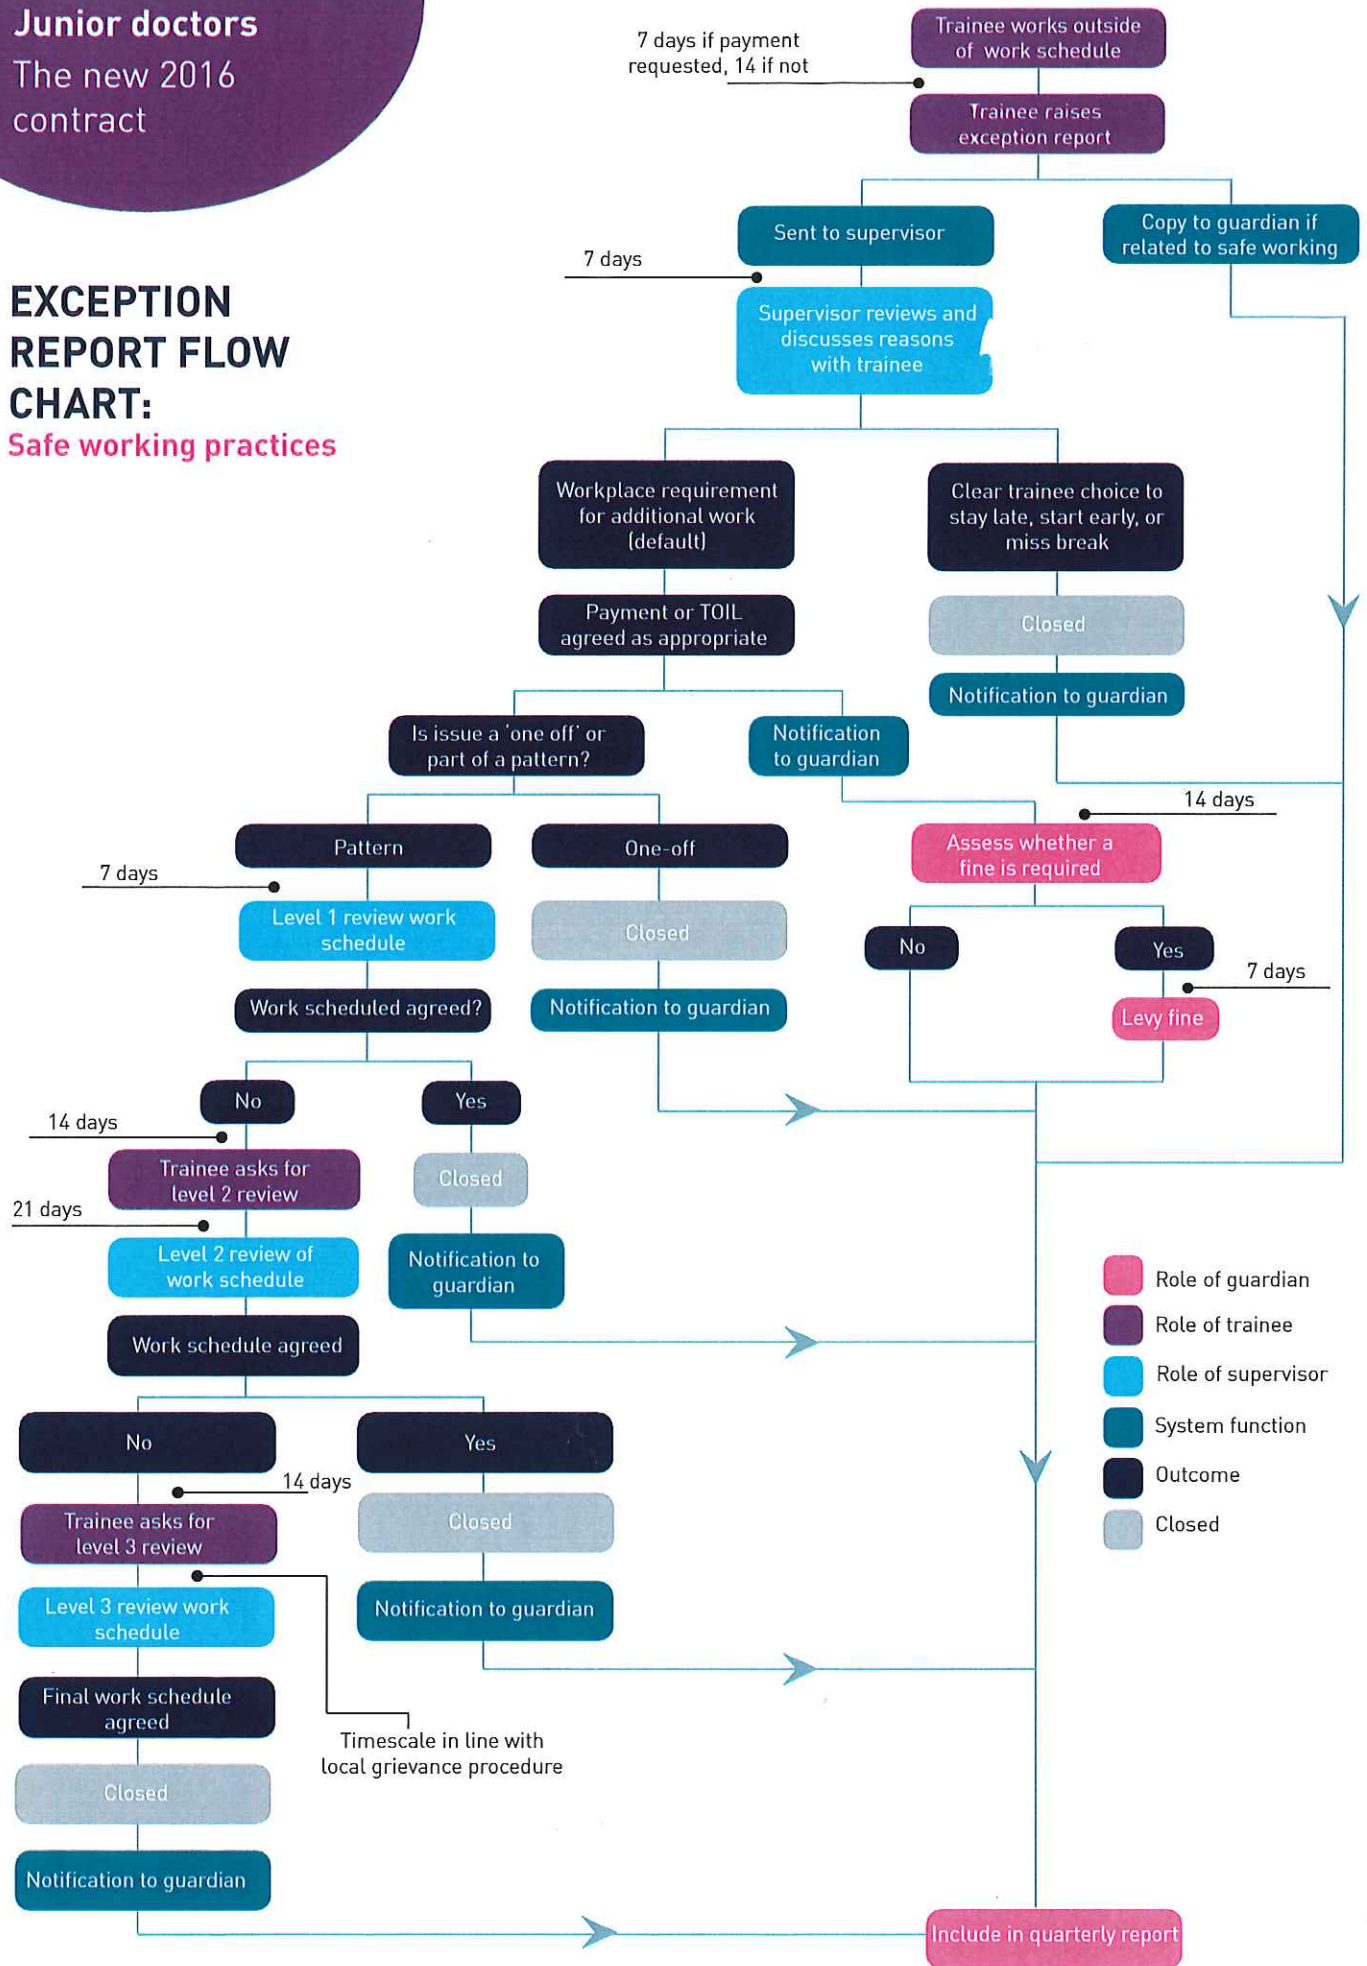 Junior doctors
The new 2016
contract
EXCEPTION
REPORT FLOW
CHART:
Safe working practices
7 days if payment
requested, 14 if not
Trainee works outside
of work schedule
Trainee raises
exception report
Sent to supervisor
Copy to guardian if
related to safe working
7 days
Supervisor reviews and
discusses reasons
with trainee
Workplace requirement
for additional work
(default)
Clear trainee choice to
stay late, start early, or
miss break
Payment or TOIL
agreed as appropriate
Closed
Notification to guardian
Is issue a 'one off' or
part of a pattern?
Notification
to guardian
14 days
Pattern
One-off
Assess whether a
fine is required
7 days
Level 1 review work
schedule
Closed
No
Yes
7 days
Work scheduled agreed?
Notification to guardian
Levy fine
No
Yes
14 days
Trainee asks for
level 2 review
Closed
21 days
Level 2 review of
work schedule
Notification to
guardian
Work schedule agreed
Role of guardian
Role of trainee
Role of supervisor
System function
Outcome
Closed
No
Yes
14 days
Trainee asks for
level 3 review
Closed
Level 3 review work
schedule
Notification to guardian
Final work schedule
agreed
Timescale in line with
local grievance procedure
Closed
Notification to guardian
Include in quarterly report